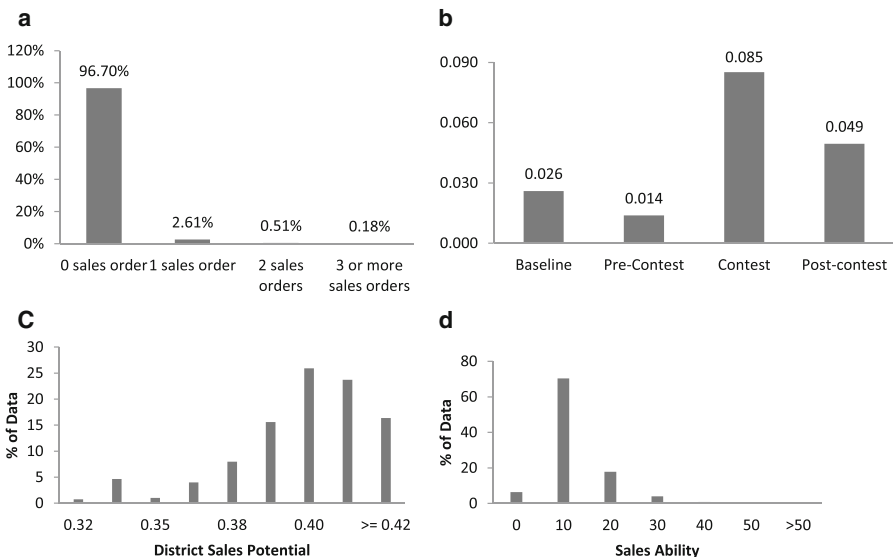 a
120%
100%
80%
60%
40%
20%
0%
96.70%
2.61%
0.51%
0.18%
0 sales order
1 sales order
2 sales
orders
3 or more
sales orders
b
0.090
0.060
0.030
0.000
0.026
0.014
0.085
0.049
Baseline
Pre-Contest
Contest
Post-contest
C
% of Data
30
25
20
15
10
5
0
0.32
0.35
0.38
0.40
>= 0.42
District Sales Potential
d
% of Data
80
60
40
20
0
0
10
20
30
40
50
>50
Sales Ability